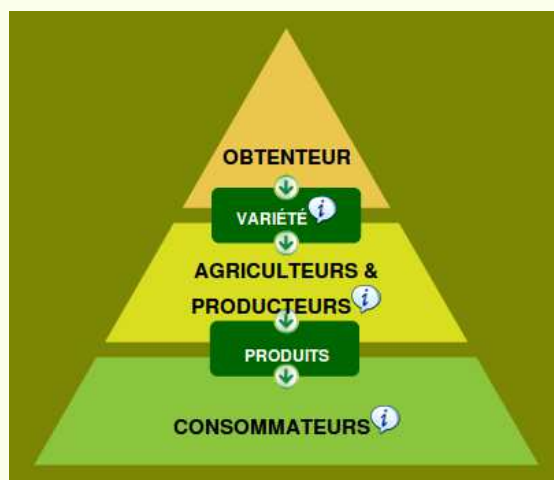 OBTENTEUR
VARIÉTÉ
AGRICULTEURS &
PRODUCTEURS
PRODUITS
CONSOMMATEURS